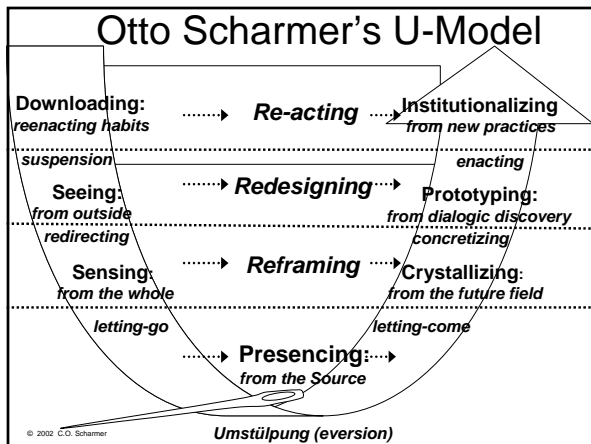 Otto Scharmer's U-Model
Downloading:
reenacting habits
Re-acting
Institutionalizing
from new practices
suspension
enacting
Seeing:
from outside
Redesigning
Prototyping:
from dialogic discovery
redirecting
concretizing
Sensing:
from the whole
Reframing
Crystallizing:
from the future field
letting-go
letting-come
Presencing:
from the Source
© 2002 C.O. Scharmer
Umstülpung (eversion)